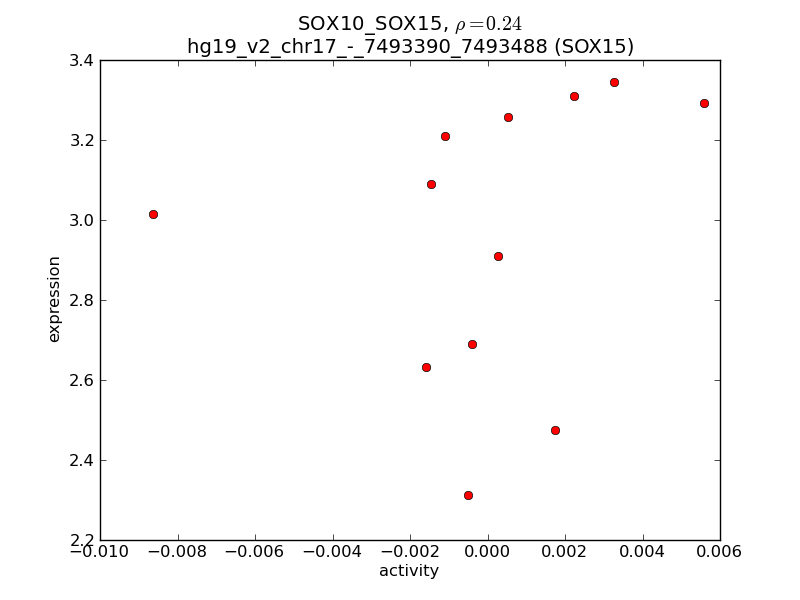 SOX10_SOX15, ρ=0.24
hg19_v2_chr17_-_7493390_7493488 (SOX15)
3.4
3.2
3.0
2.8
2.6
2.4
2.2
expression
−0.010 −0.008 −0.006 −0.004 −0.002 0.000 0.002 0.004 0.006
activity